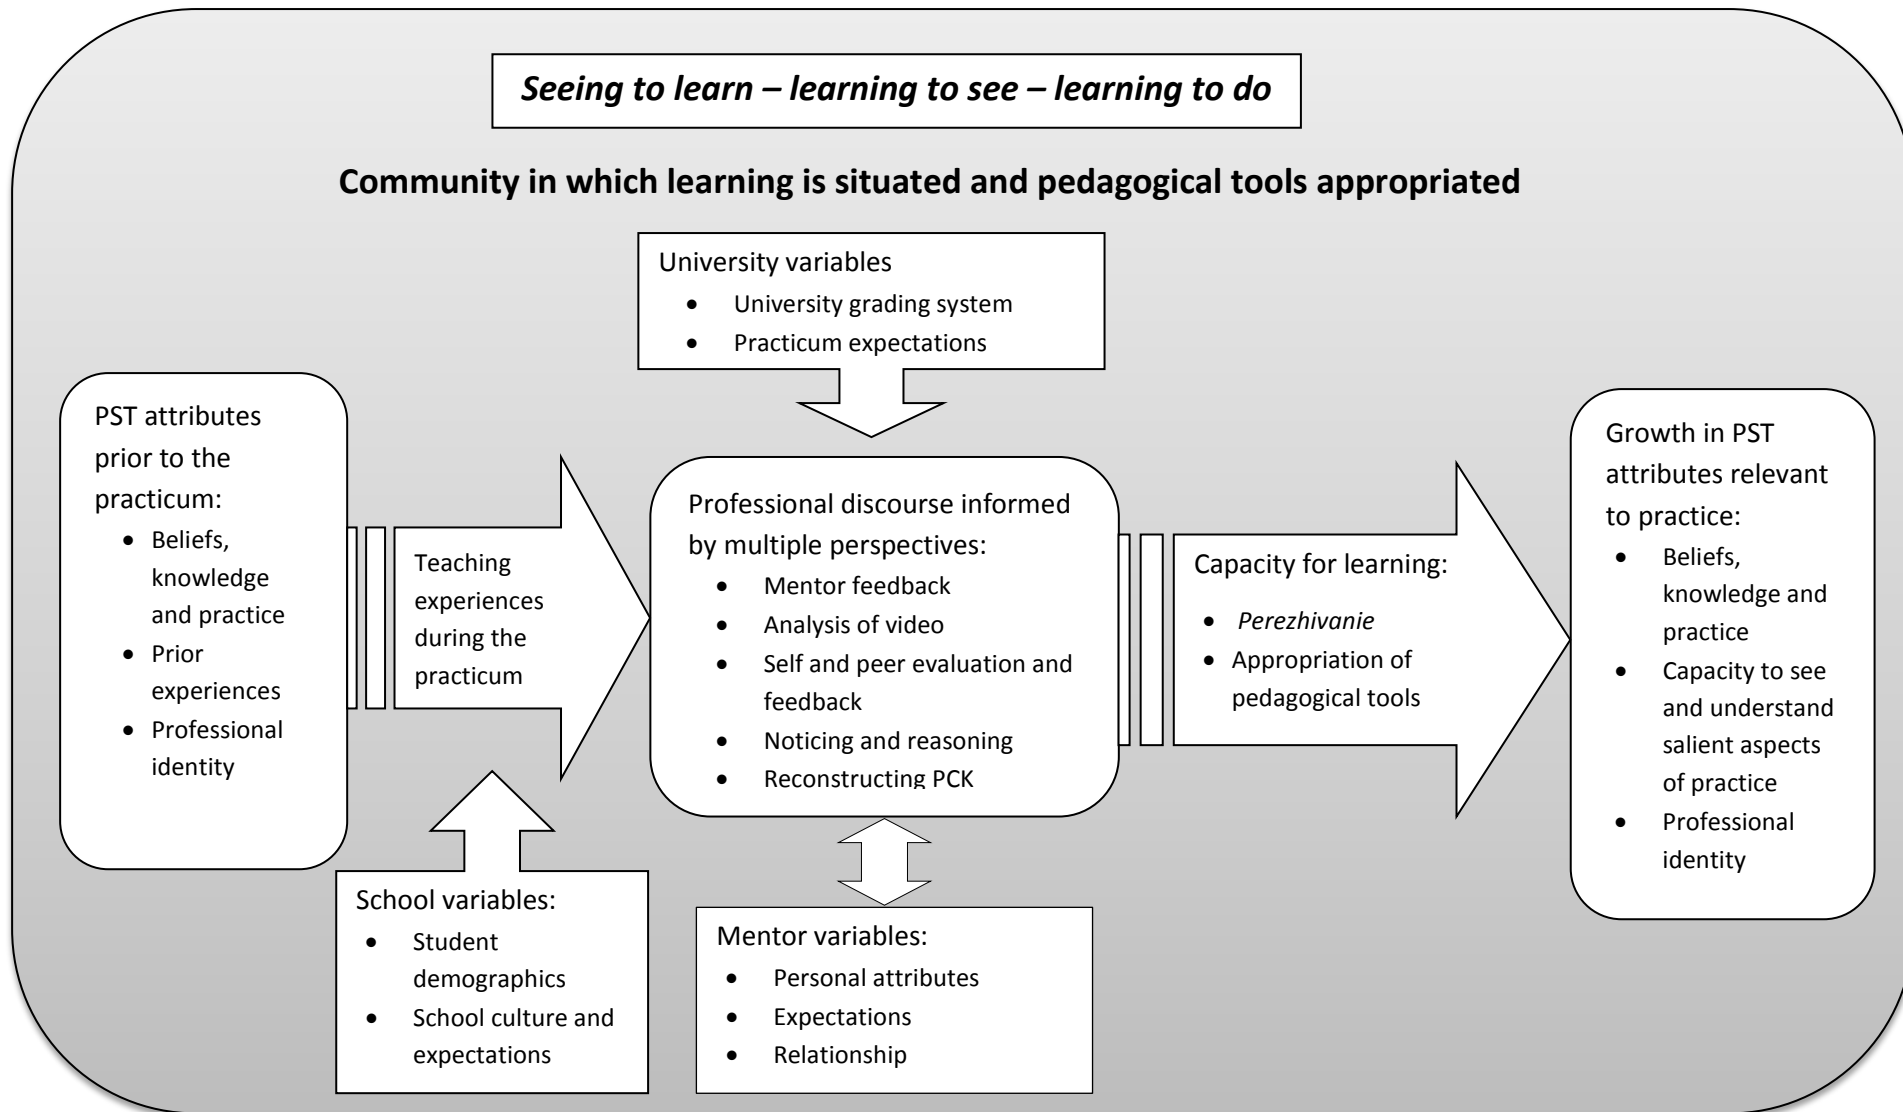 Seeing to learn – learning to see – learning to do
Community in which learning is situated and pedagogical tools appropriated
University variables
• University grading system
• Practicum expectations
PST attributes
prior to the
practicum:
• Beliefs,
knowledge
and practice
• Prior
experiences
• Professional
identity
Teaching
experiences
during the
practicum
School variables:
• Student
demographics
• School culture and
expectations
Professional discourse informed
by multiple perspectives:
• Mentor feedback
• Analysis of video
• Self and peer evaluation and
feedback
• Noticing and reasoning
• Reconstructing PCK
Mentor variables:
• Personal attributes
• Expectations
• Relationship
Capacity for learning:
• Perezhivanie
• Appropriation of
pedagogical tools
Growth in PST
attributes relevant
to practice:
• Beliefs,
knowledge and
practice
• Capacity to see
and understand
salient aspects
of practice
• Professional
identity